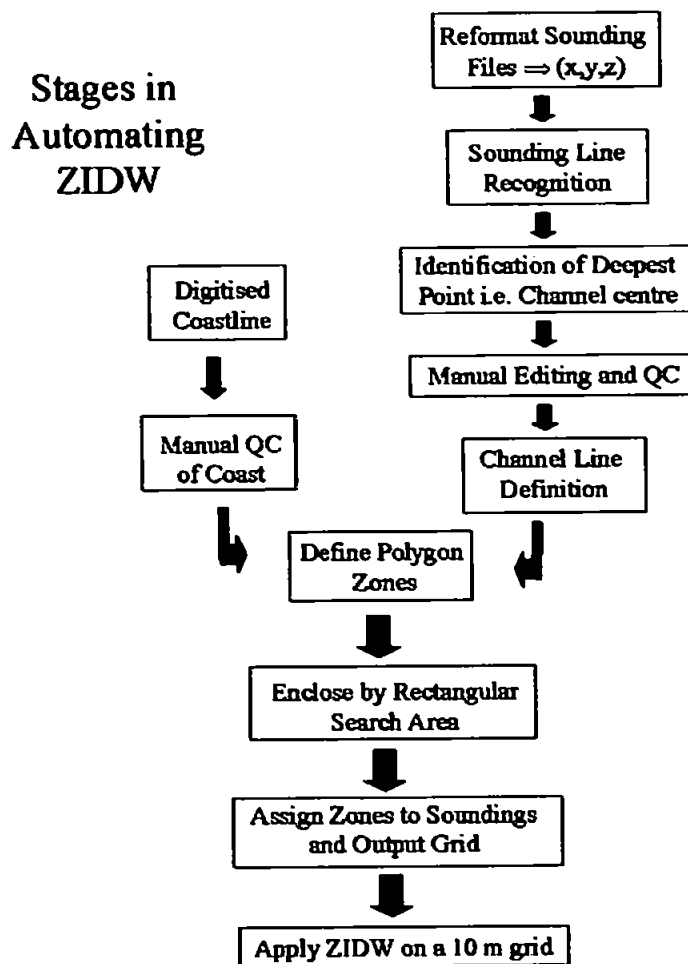 Stages in
Automating
ZIDW
Reformat Sounding
Files ⇒ (x,y,z)
Sounding Line
Recognition
Identification of Deepest
Point i.e. Channel centre
Manual Editing and QC
Channel Line
Definition
Digitised
Coastline
Manual QC
of Coast
Define Polygon
Zones
Enclose by Rectangular
Search Area
Assign Zones to Soundings
and Output Grid
Apply ZIDW on a 10 m grid